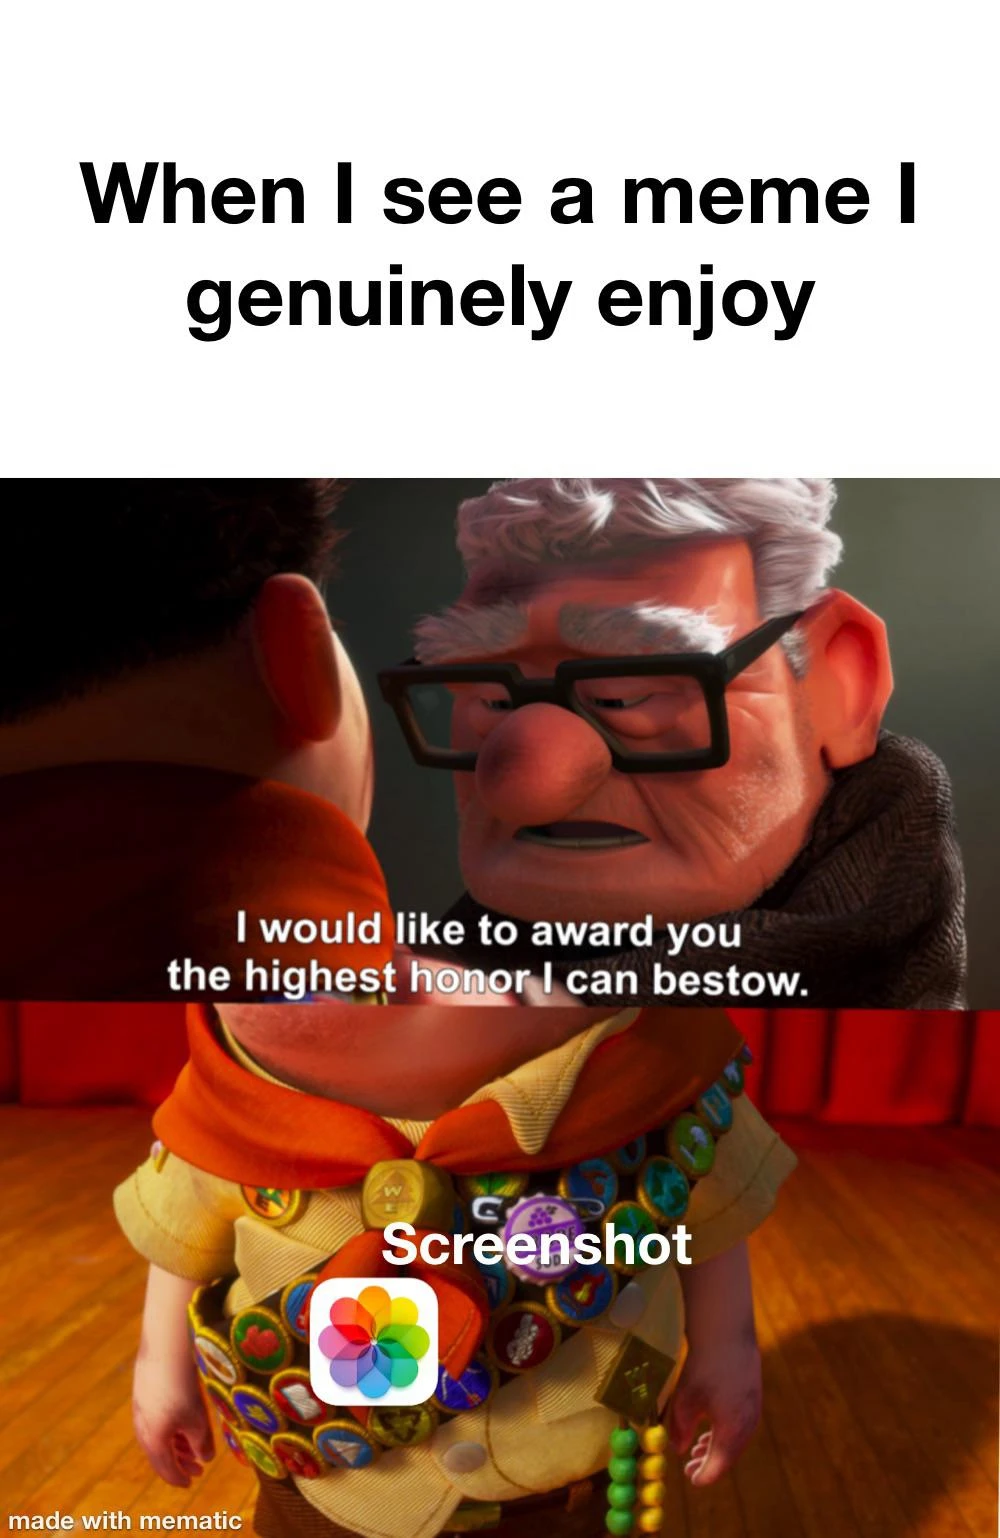 When I see a meme I
genuinely enjoy
I would like to award you
the highest honor I can bestow.
W
E
Screenshot
made with mematic